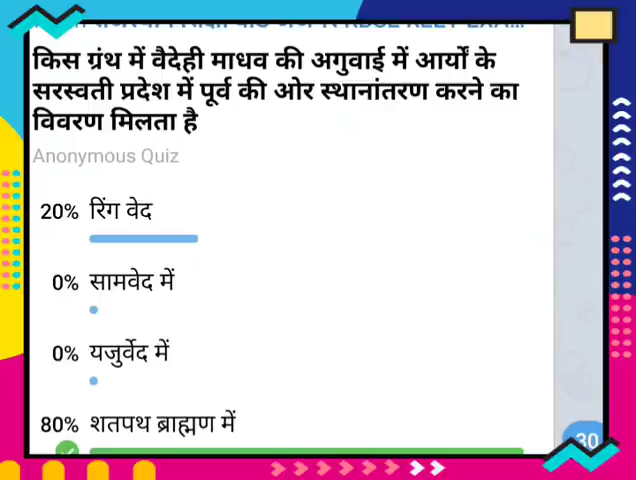 किस ग्रंथ में वैदेही माधव की अगुवाई में आर्यों के
सरस्वती प्रदेश में पूर्व की ओर स्थानांतरण करने का
विवरण मिलता है
Anonymous Quiz
20% रिंग वेद
0% सामवेद में
0% यजुर्वेद में
80% शतपथ ब्राह्मण में
30